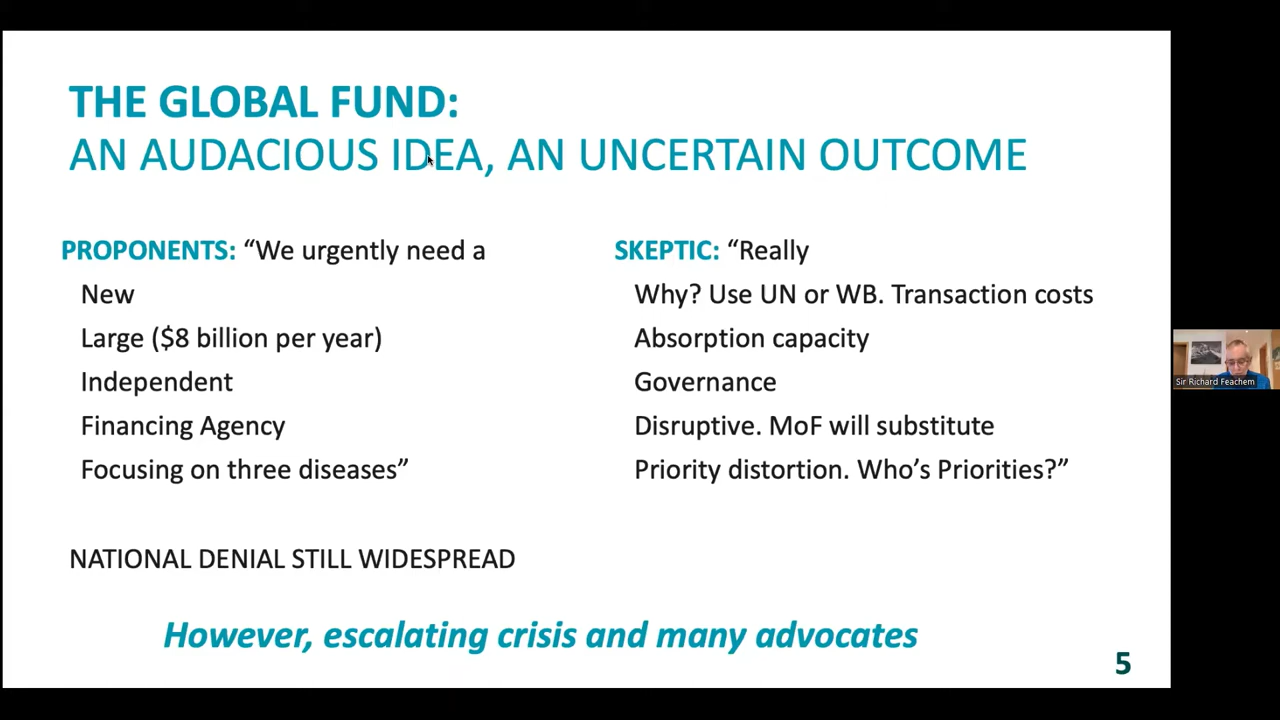 THE GLOBAL FUND:
AN AUDACIOUS IDEA, AN UNCERTAIN OUTCOME
PROPONENTS: “We urgently need a
New
Large ($8 billion per year)
Independent
Financing Agency
Focusing on three diseases”
SKEPTIC: “Really
Why? Use UN or WB. Transaction costs
Absorption capacity
Governance
Disruptive. MoF will substitute
Priority distortion. Who’s Priorities?”
NATIONAL DENIAL STILL WIDESPREAD
However, escalating crisis and many advocates
5
Sir Richard Feachem